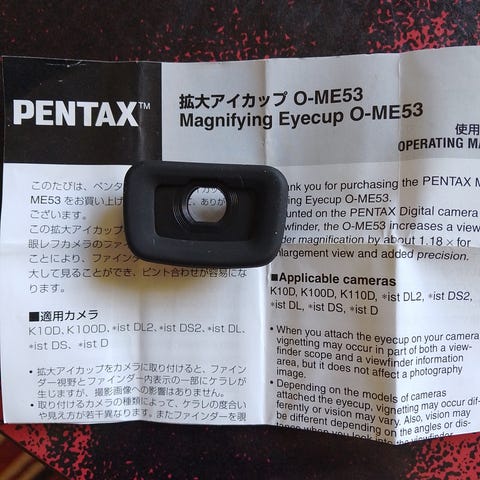 PENTAX™
拡大アイカップ O-ME53
Magnifying Eyecup O-ME53
使用
OPERATING MA
このたびは、ペンタ
ME53 をお買い上げ
ございます。
この拡大アイカップ
眼レフカメラのファイ
ことにより、ファインダ
大して見ることができ、ピント合わせが容易にな
ります。
■適用カメラ
K10D、K100D、*ist DL2、*ist DS2、*ist DL、
*ist DS、*ist D
• 拡大アイカップをカメラに取り付けると、ファイン
ダー視野とファインダー内表示の一部にケラレが
生じますが、撮影画像への影響はありません。
• 取り付けるカメラの種類によって、ケラレの度合い
や見え方が若干異なります。またファインダーを覗
ank you for purchasing the PENTAX M
ing Eyecup O-ME53.
unted on the PENTAX Digital camera
wfinder, the O-ME53 increases a view-
der magnification by about 1.18 × for
largement view and added precision.
■Applicable cameras
K10D, K100D, K110D, *ist DL2, *ist DS2,
*ist DL, *ist DS, *ist D
• When you attach the eyecup on your camera,
vignetting may occur in part of both a view-
finder scope and a viewfinder information
area, but it does not affect a photography
image.
• Depending on the models of cameras
attached the eyecup, vignetting may occur dif-
ferently or vision may vary. Also, vision may
be different depending on the angles or dis-
tance when you look into the viewfinder